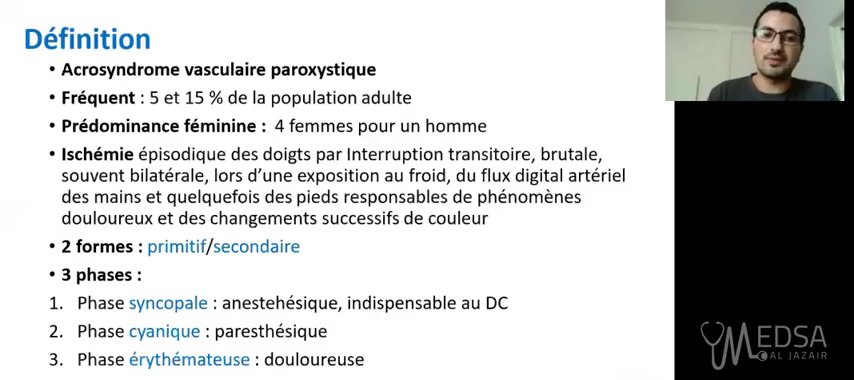 Définition
• Acrosyndrome vasculaire paroxystique
• Fréquent : 5 et 15 % de la population adulte
• Prédominance féminine : 4 femmes pour un homme
• Ischémie épisodique des doigts par Interruption transitoire, brutale,
souvent bilatérale, lors d'une exposition au froid, du flux digital artériel
des mains et quelquefois des pieds responsables de phénomènes
douloureux et des changements successifs de couleur
• 2 formes : primitif/secondaire
• 3 phases :
1. Phase syncopale : anestehésique, indispensable au DC
2. Phase cyanique : paresthésique
3. Phase érythémateuse : douloureuse
MEDSA
AL JAZAIR